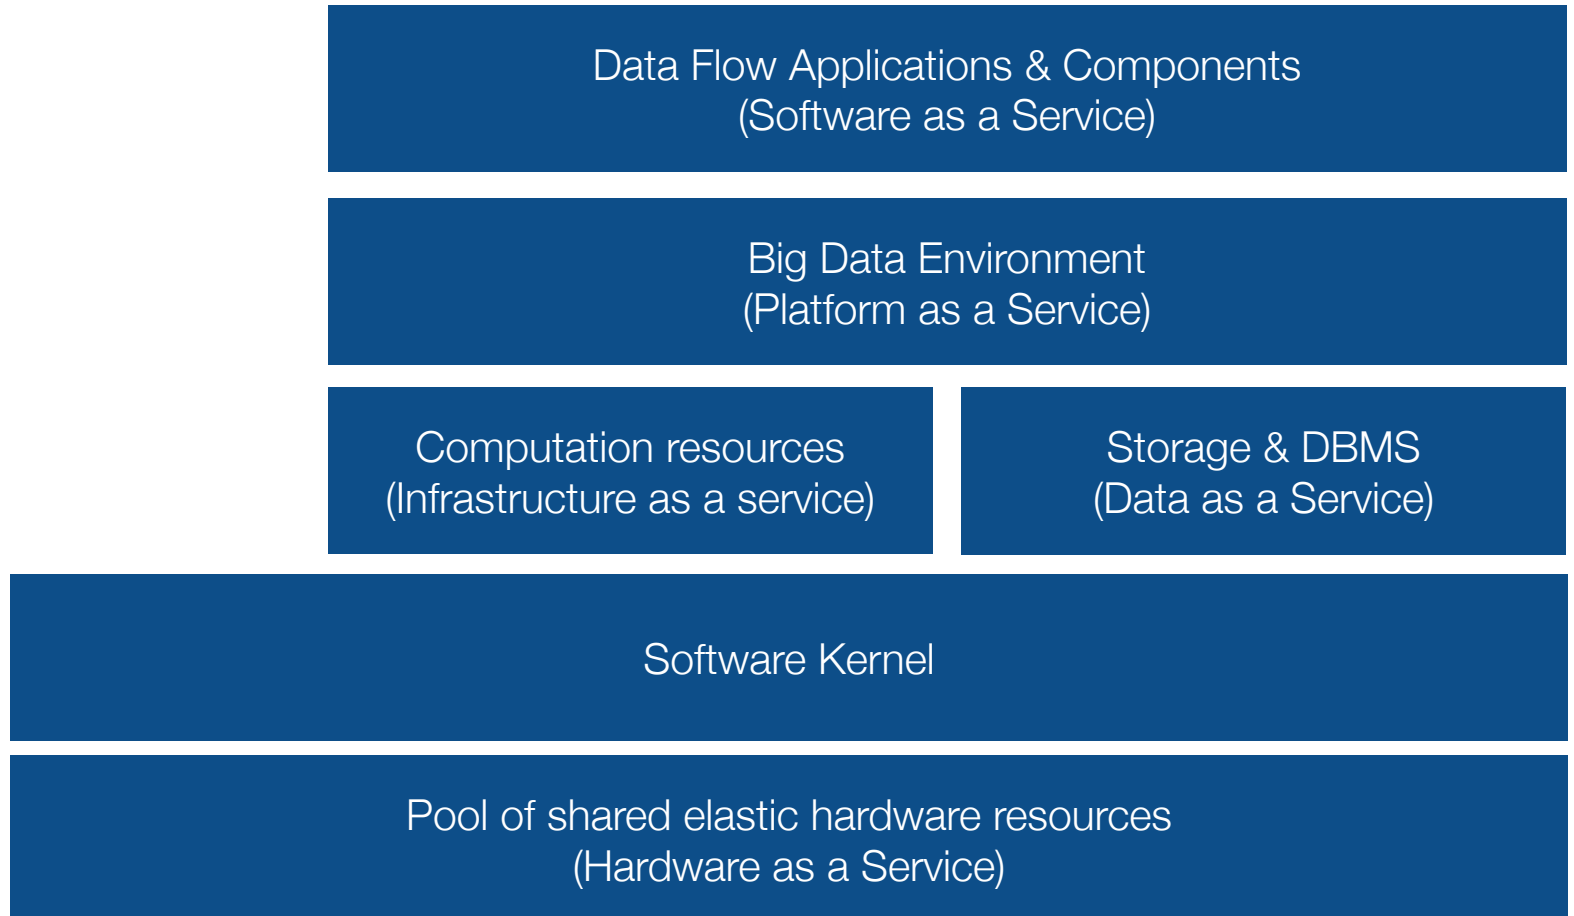 Data Flow Applications & Components
(Software as a Service)
Big Data Environment
(Platform as a Service)
Computation resources
(Infrastructure as a service)
Storage & DBMS
(Data as a Service)
Software Kernel
Pool of shared elastic hardware resources
(Hardware as a Service)